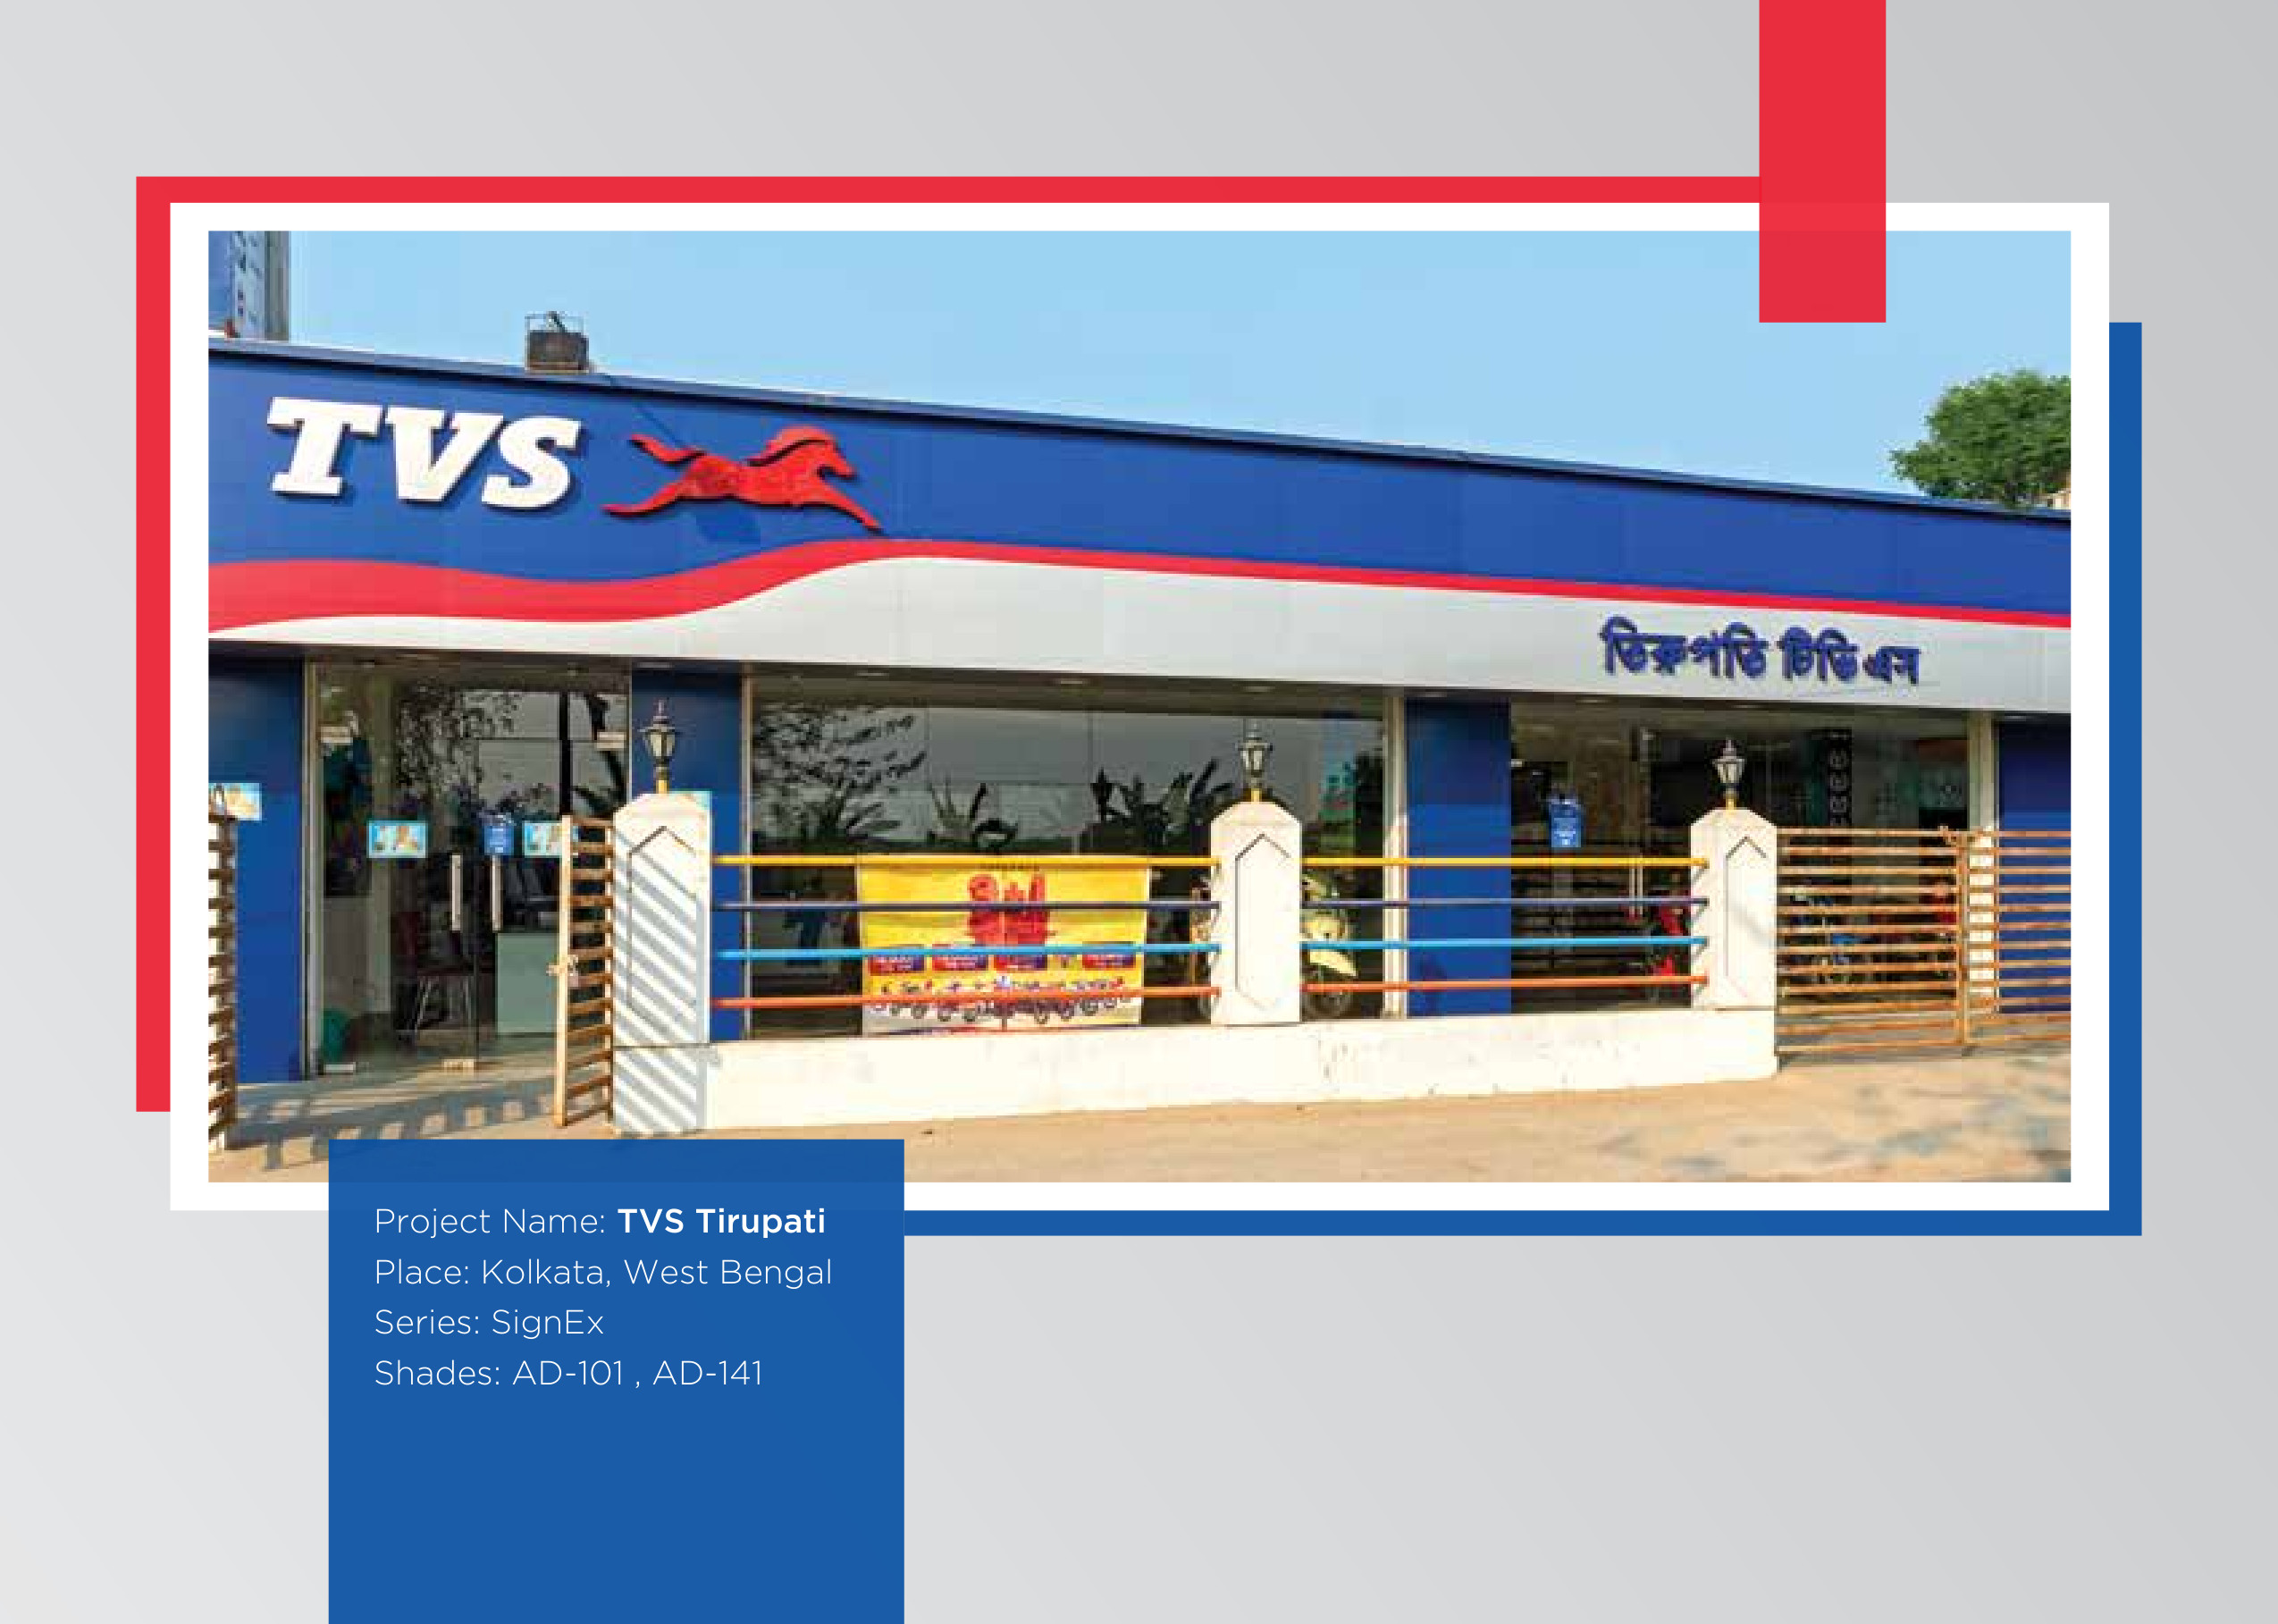 TVS
তিরুপতি টিভিএস
Project Name: TVS Tirupati
Place: Kolkata, West Bengal
Series: SignEx
Shades: AD-101 , AD-141